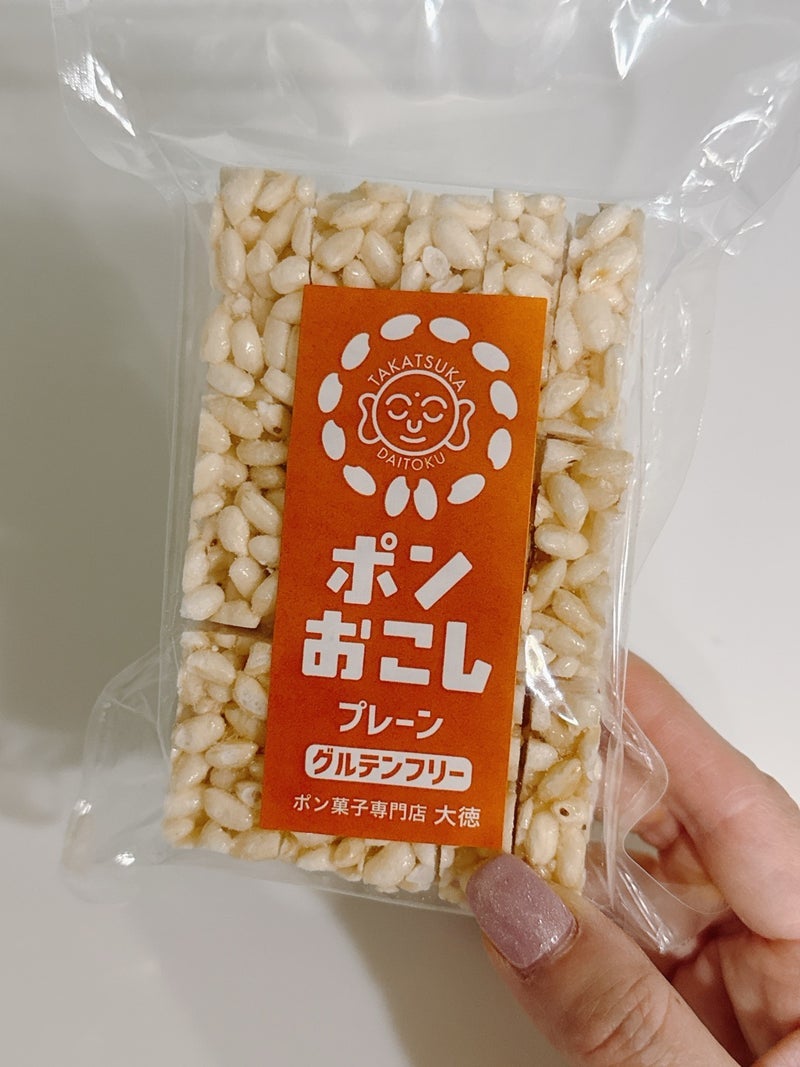 TAKATSUKA
DAITOKU
ポン
おこし
プレーン
グルテンフリー
ポン菓子専門店 大徳